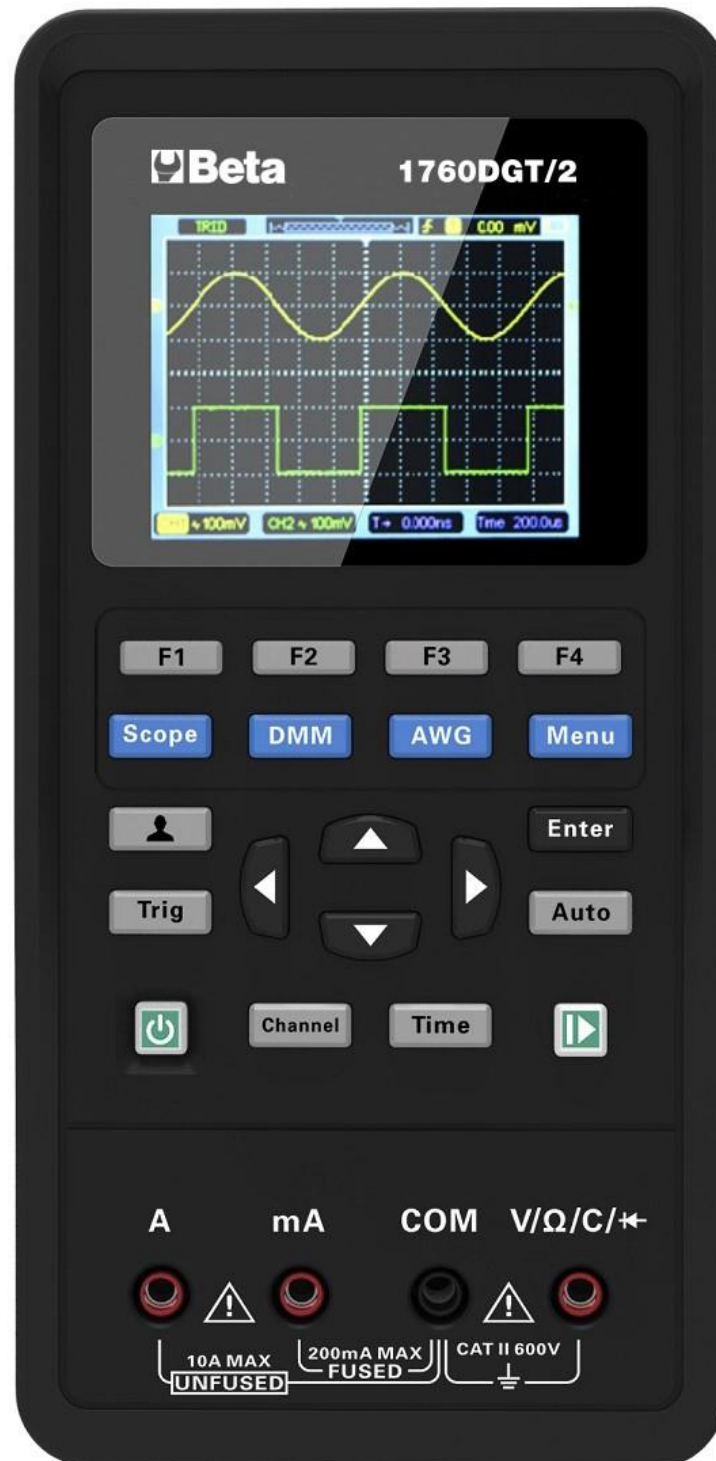 Beta 1760DGT/2
TRID 0.00 mV
100mV CH2 100mV T 0.000ns Time 200.0us
F1 F2 F3 F4
Scope DMM AWG Menu
Enter
Trig Auto
Channel Time
A mA COM V/Ω/C/
10A MAX
UNFUSED
200mA MAX
FUSED
CAT II 600V